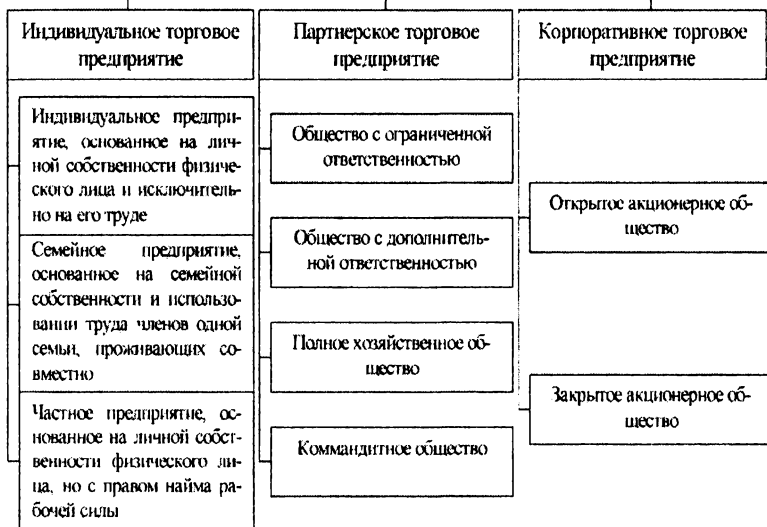 Индивидуальное торговое
предприятие
Партнерское торговое
предприятие
Корпоративное торговое
предприятие
Индивидуальное предпри-
ятие, основанное на лич-
ной собственности физиче-
ского лица и исключитель-
но на его труде
Семейное предприятие,
основанное на семейной
собственности и использо-
вании труда членов одной
семьи, проживающих со-
вместно
Частное предприятие, ос-
нованное на личной собст-
венности физического ли-
ца, но с правом найма ра-
бочей силы
Общество с ограниченной
ответственностью
Общество с дополнитель-
ной ответственностью
Полное хозяйственное об-
щество
Коммандитное общество
Открытое акционерное об-
щество
Закрытое акционерное об-
щество